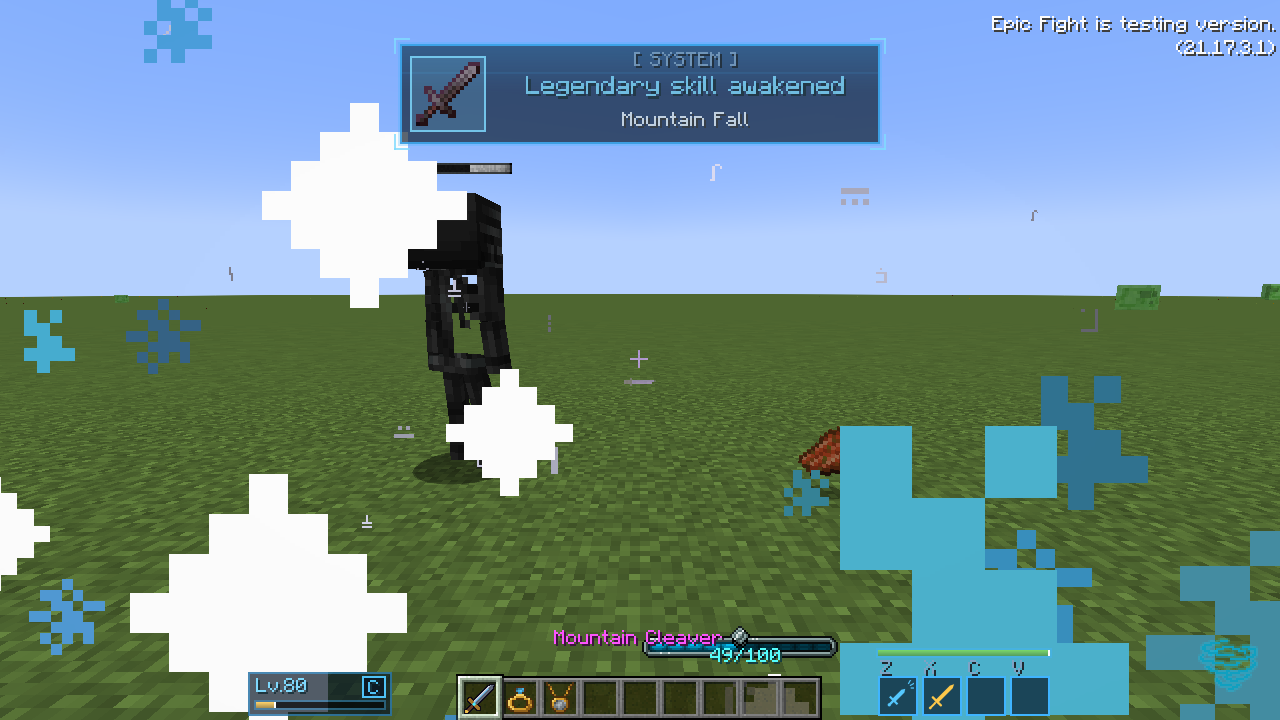 Epic Fight is testing version.
(21.17.3.1)
[ SYSTEM ]
Legendary skill awakened
Mountain Fall
Mountain Cleaver
49/100
Z X C V
Lv.80
C